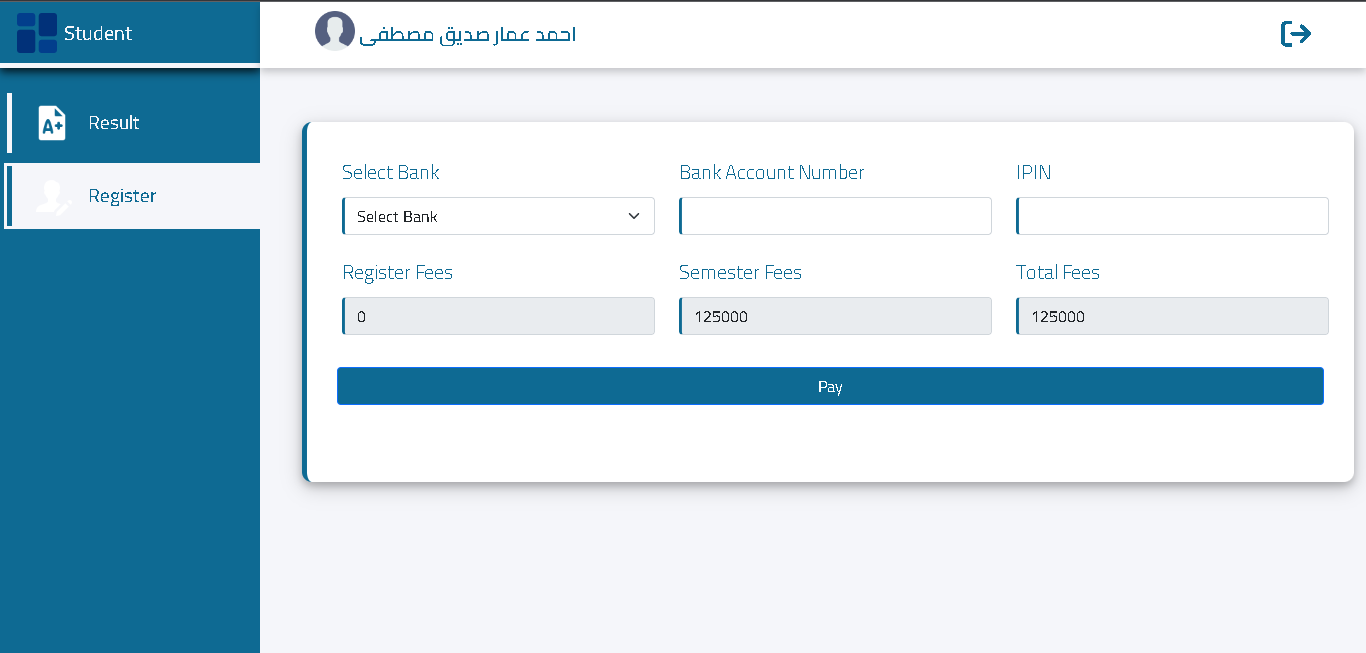 Student
احمد عمار صديق مصطفى
Result
Register
Select Bank
Bank Account Number
IPIN
Select Bank
Register Fees
Semester Fees
Total Fees
0
125000
125000
Pay
A+